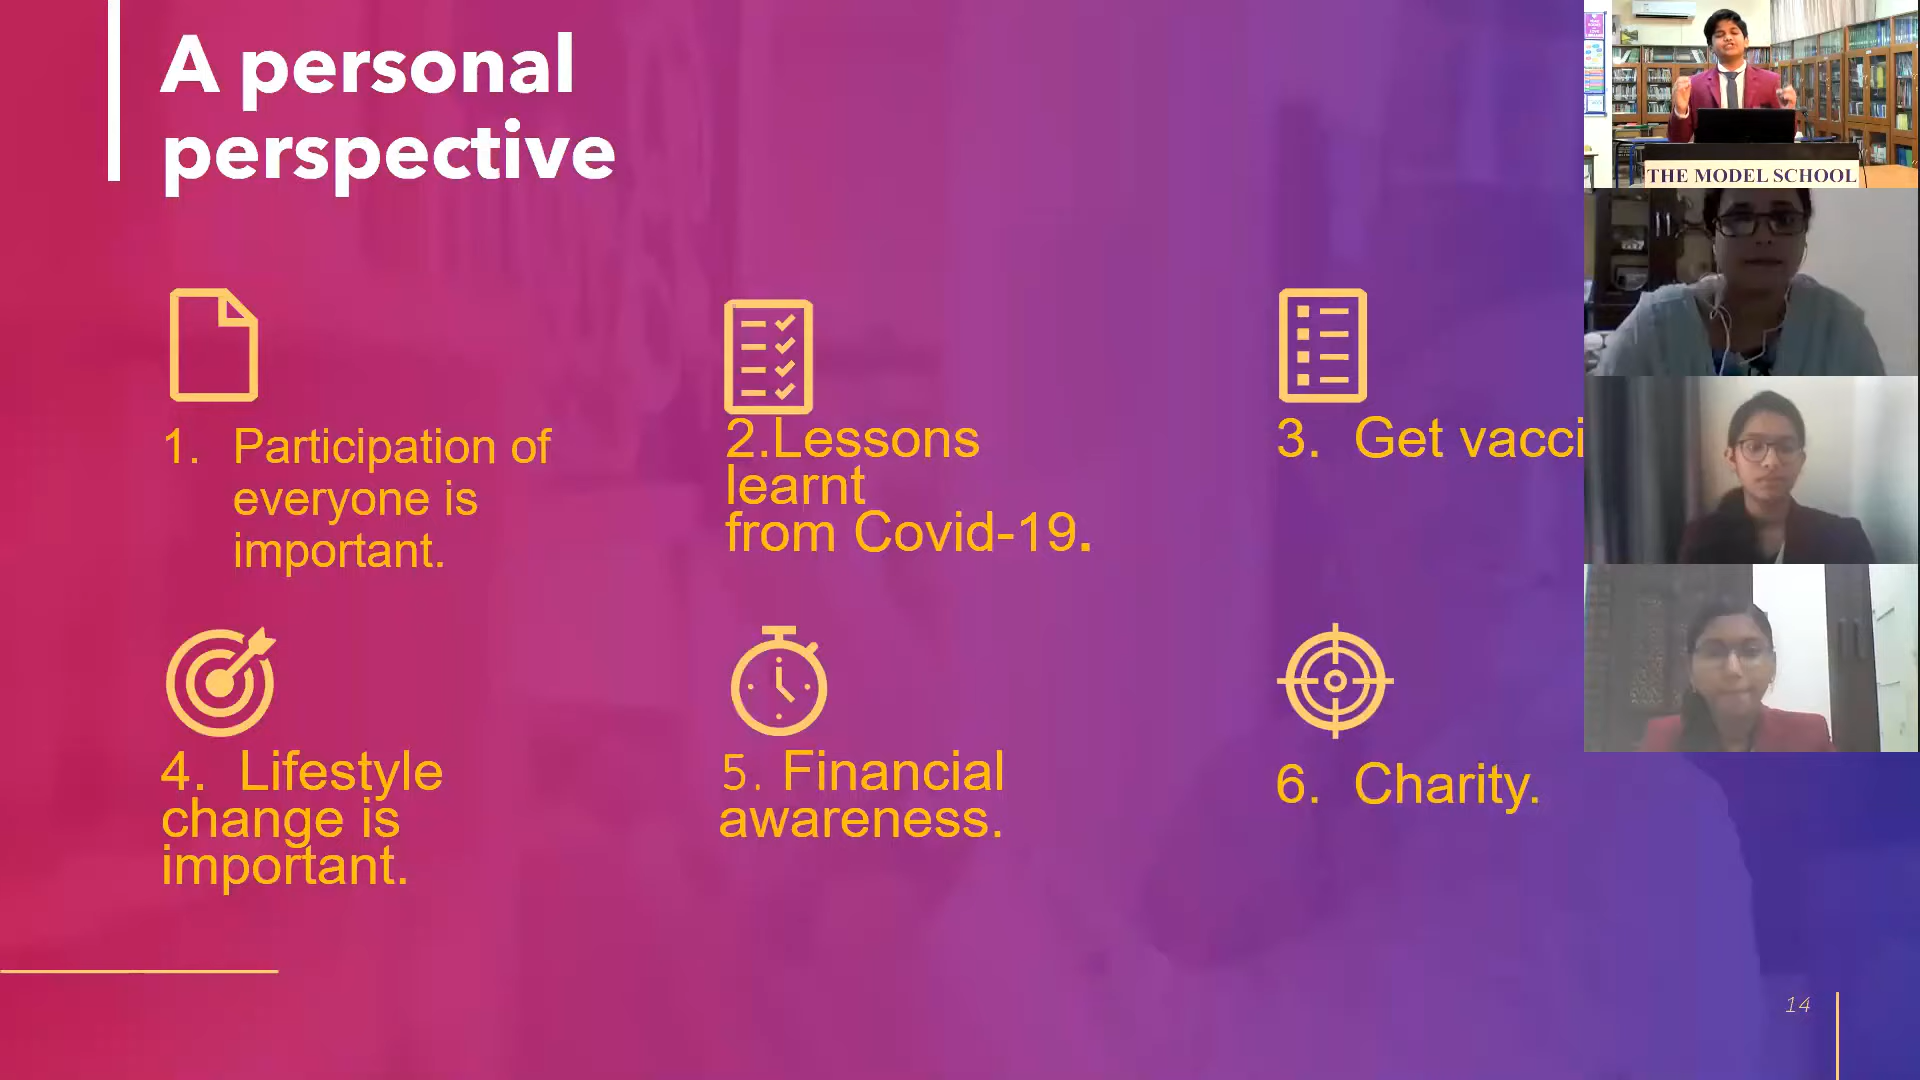 A personal
perspective
1. Participation of
everyone is
important.
2.Lessons
learnt
from Covid-19.
3. Get vacci
4. Lifestyle
change is
important.
5. Financial
awareness.
6. Charity.
14
THE MODEL SCHOOL